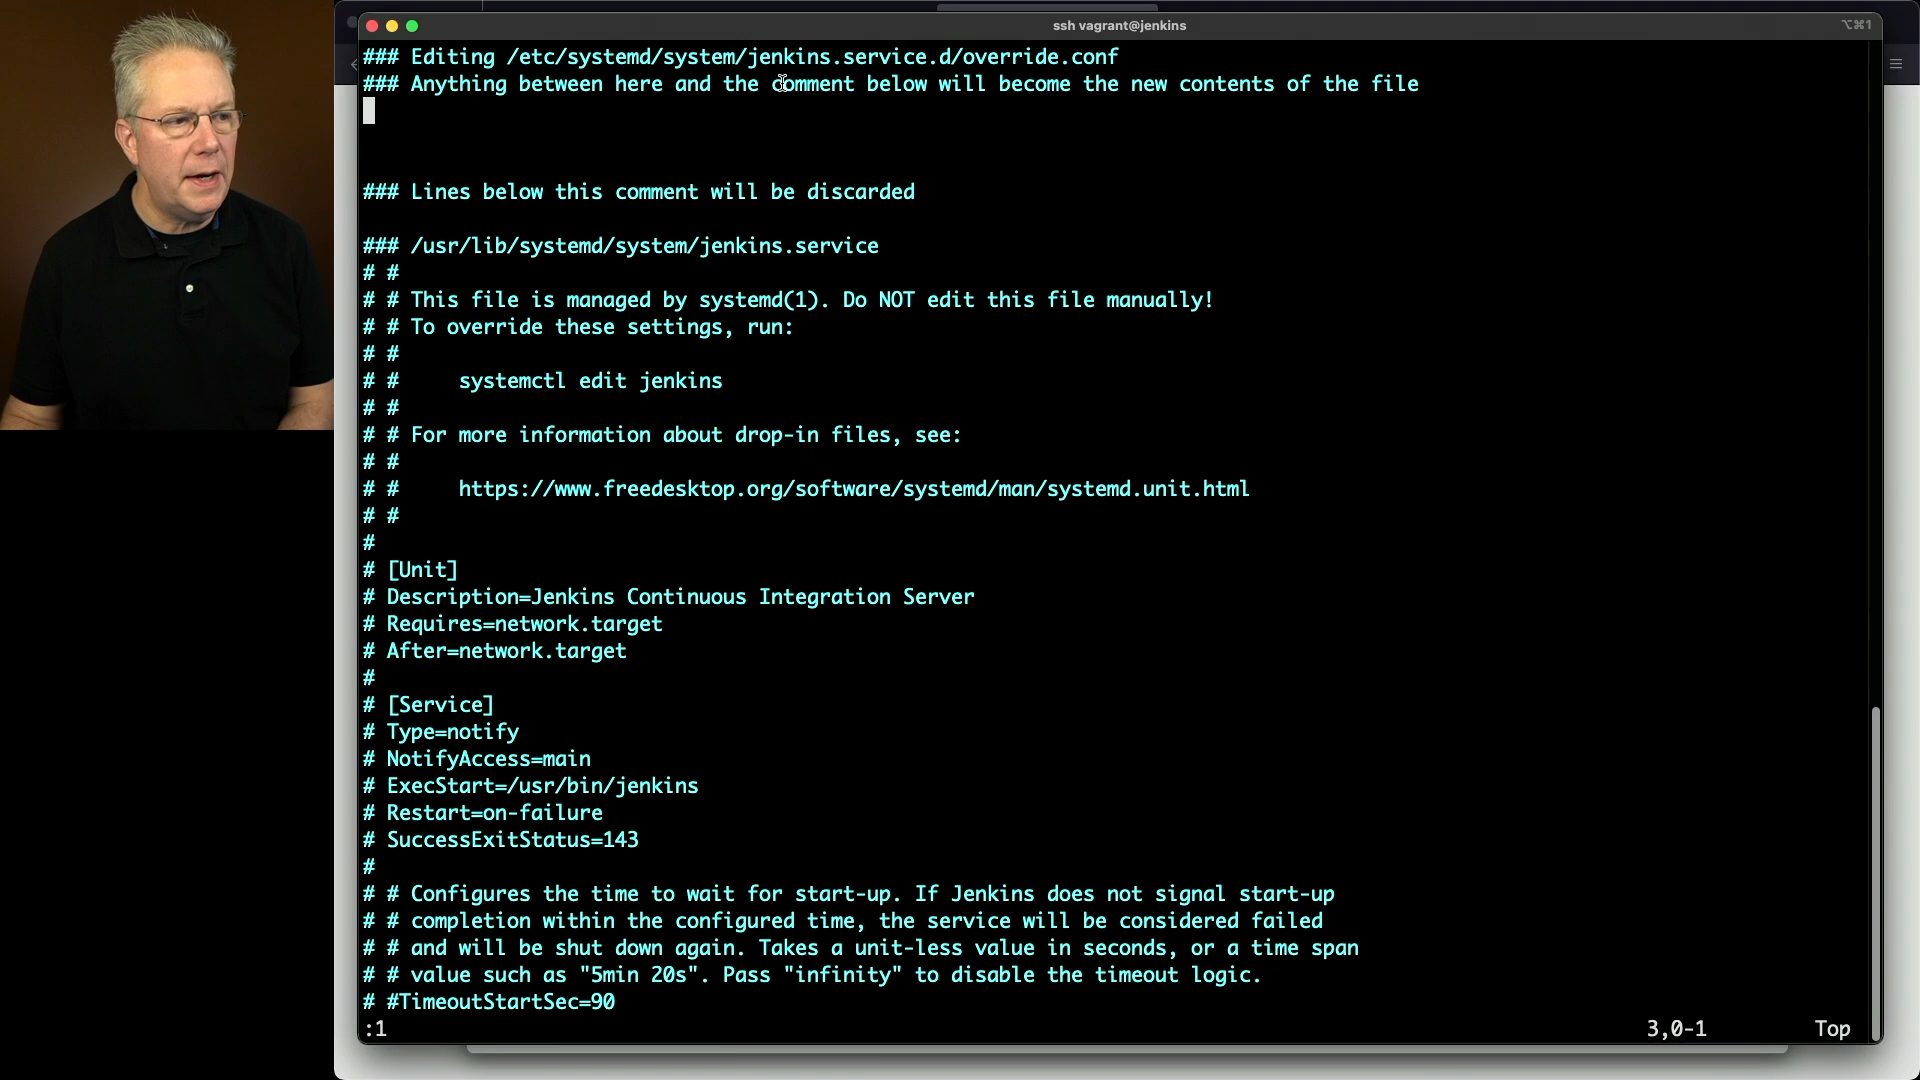 ssh vagrant@jenkins
⌥⌘1
### Editing /etc/systemd/system/jenkins.service.d/override.conf
### Anything between here and the comment below will become the new contents of the file
### Lines below this comment will be discarded
### /usr/lib/systemd/system/jenkins.service
# #
# # This file is managed by systemd(1). Do NOT edit this file manually!
# # To override these settings, run:
# #
# #     systemctl edit jenkins
# #
# # For more information about drop-in files, see:
# #
# #     https://www.freedesktop.org/software/systemd/man/systemd.unit.html
# #
#
# [Unit]
# Description=Jenkins Continuous Integration Server
# Requires=network.target
# After=network.target
#
# [Service]
# Type=notify
# NotifyAccess=main
# ExecStart=/usr/bin/jenkins
# Restart=on-failure
# SuccessExitStatus=143
#
# # Configures the time to wait for start-up. If Jenkins does not signal start-up
# # completion within the configured time, the service will be considered failed
# # and will be shut down again. Takes a unit-less value in seconds, or a time span
# # value such as "5min 20s". Pass "infinity" to disable the timeout logic.
# #TimeoutStartSec=90
:1
3,0-1
Top